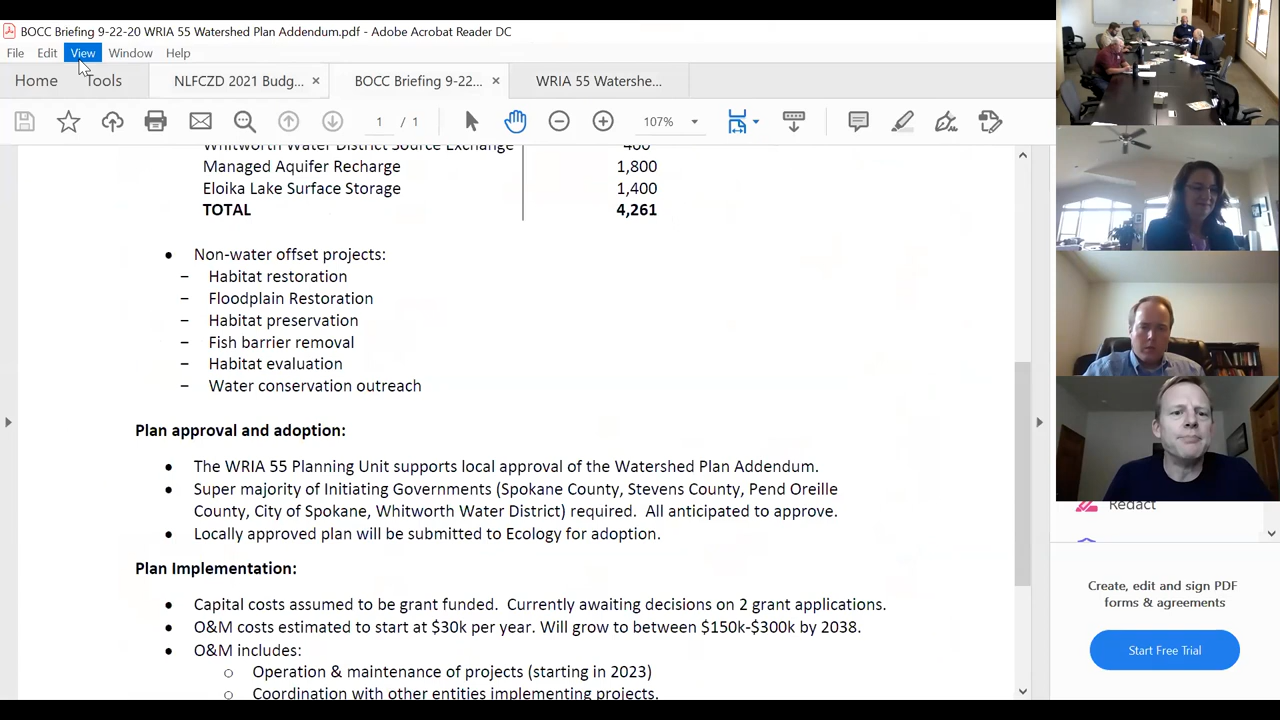 BOCC Briefing 9-22-20 WRIA 55 Watershed Plan Addendum.pdf - Adobe Acrobat Reader DC
File Edit View Window Help
Home Tools NLFCZD 2021 Budg... × BOCC Briefing 9-22... × WRIA 55 Watershe...
1 / 1 107%
Whitworth Water District Source Exchange 400
Managed Aquifer Recharge 1,800
Eloika Lake Surface Storage 1,400
TOTAL 4,261
• Non-water offset projects:
– Habitat restoration
– Floodplain Restoration
– Habitat preservation
– Fish barrier removal
– Habitat evaluation
– Water conservation outreach
Plan approval and adoption:
• The WRIA 55 Planning Unit supports local approval of the Watershed Plan Addendum.
• Super majority of Initiating Governments (Spokane County, Stevens County, Pend Oreille
County, City of Spokane, Whitworth Water District) required. All anticipated to approve.
• Locally approved plan will be submitted to Ecology for adoption.
Plan Implementation:
• Capital costs assumed to be grant funded. Currently awaiting decisions on 2 grant applications.
• O&M costs estimated to start at $30k per year. Will grow to between $150k-$300k by 2038.
• O&M includes:
○ Operation & maintenance of projects (starting in 2023)
○ Coordination with other entities implementing projects.
Redact
Create, edit and sign PDF
forms & agreements
Start Free Trial